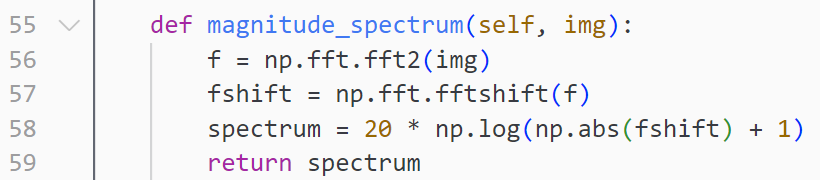 55 def magnitude_spectrum(self, img):
56 f = np.fft.fft2(img)
57 fshift = np.fft.fftshift(f)
58 spectrum = 20 * np.log(np.abs(fshift) + 1)
59 return spectrum